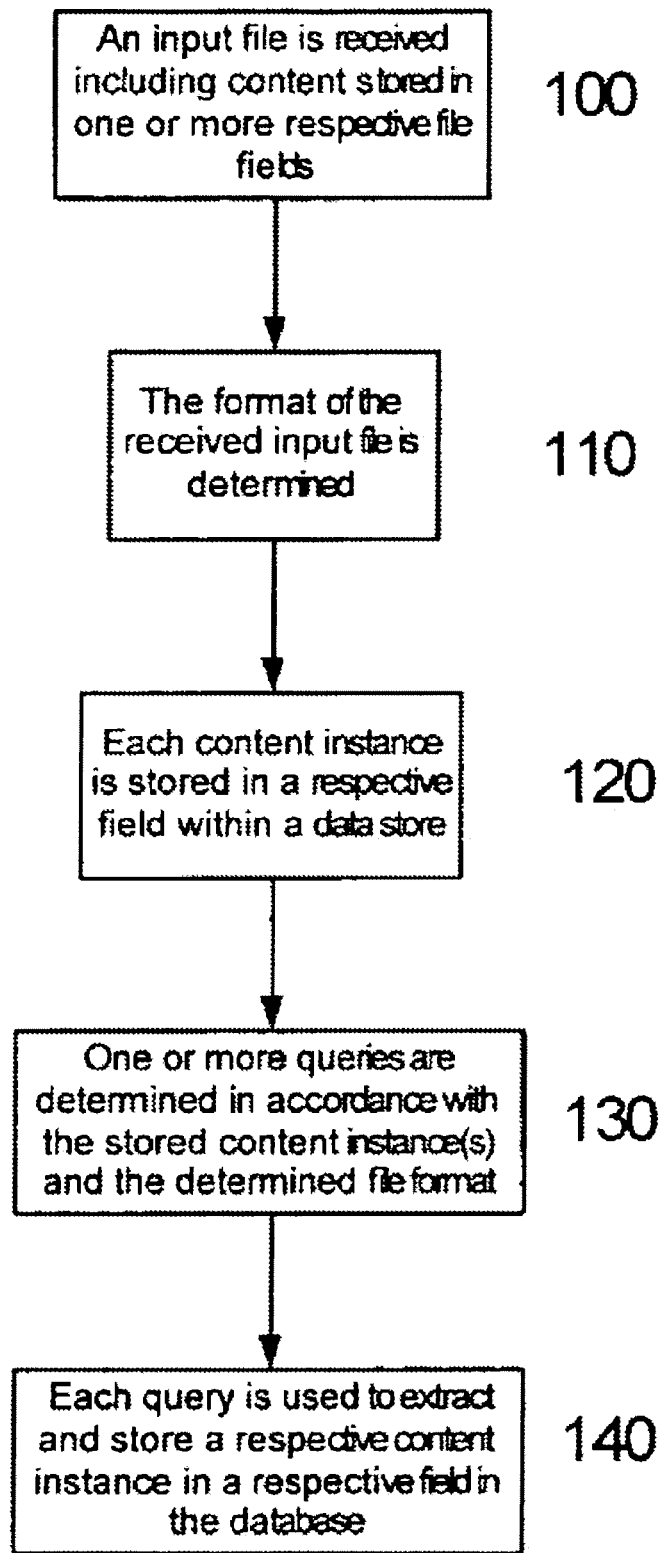 An input file is received
including content stored in
one or more respective file
fields
100
The format of the
received input file is
determined
110
Each content instance
is stored in a respective
field within a data store
120
One or more queries are
determined in accordance with
the stored content instance(s)
and the determined file format
130
Each query is used to extract
and store a respective content
instance in a respective field in
the database
140